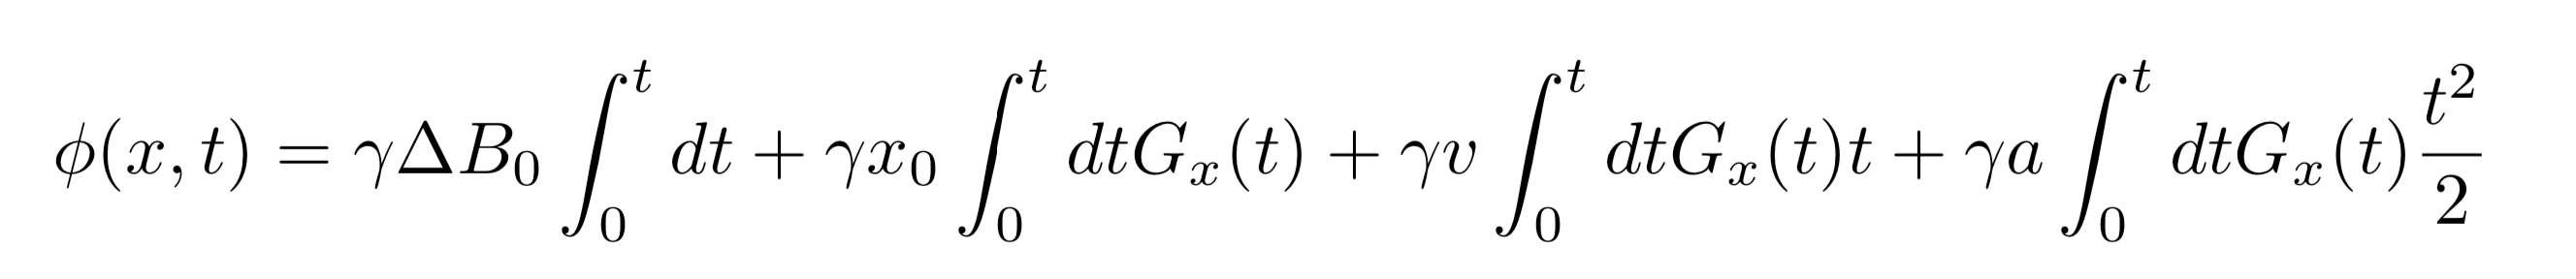 ϕ(x, t) = γΔB₀ ∫₀ᵗ dt + γx₀ ∫₀ᵗ dtGₓ(t) + γv ∫₀ᵗ dtGₓ(t)t + γa ∫₀ᵗ dtGₓ(t) t²/2